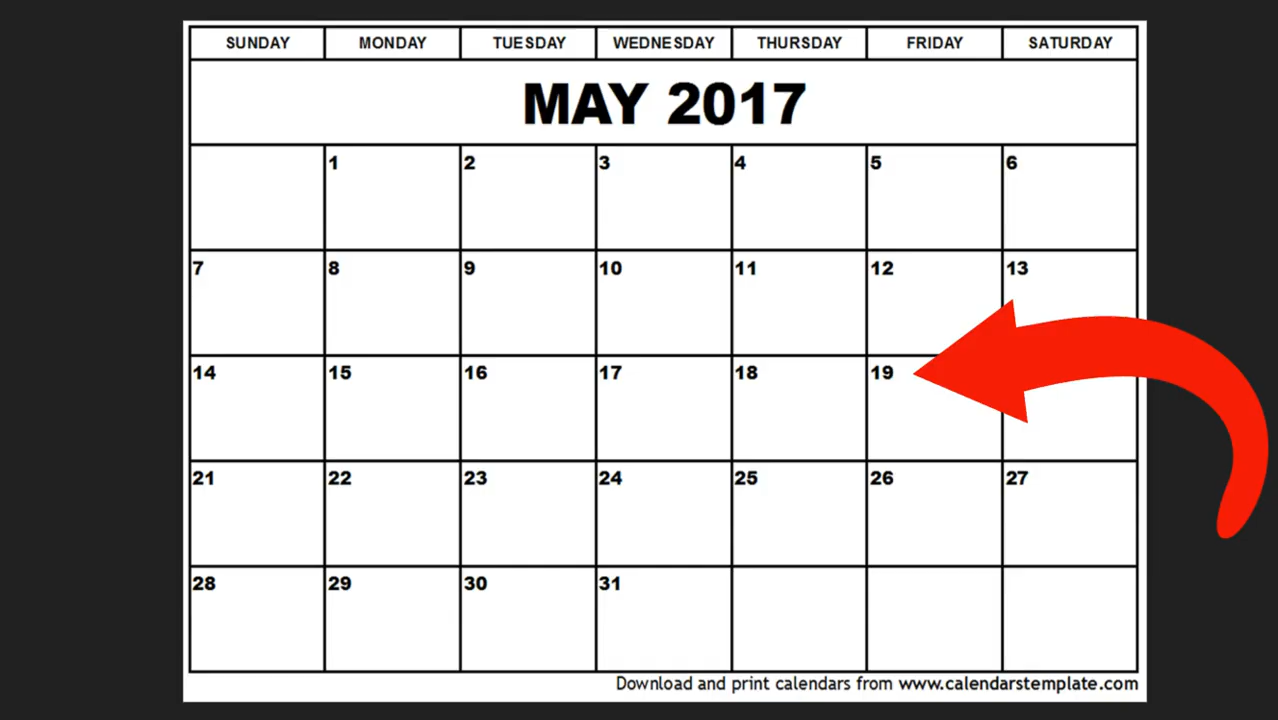 SUNDAY MONDAY TUESDAY WEDNESDAY THURSDAY FRIDAY SATURDAY
MAY 2017
1 2 3 4 5 6
7 8 9 10 11 12 13
14 15 16 17 18 19
21 22 23 24 25 26 27
28 29 30 31
Download and print calendars from www.calendarstemplate.com